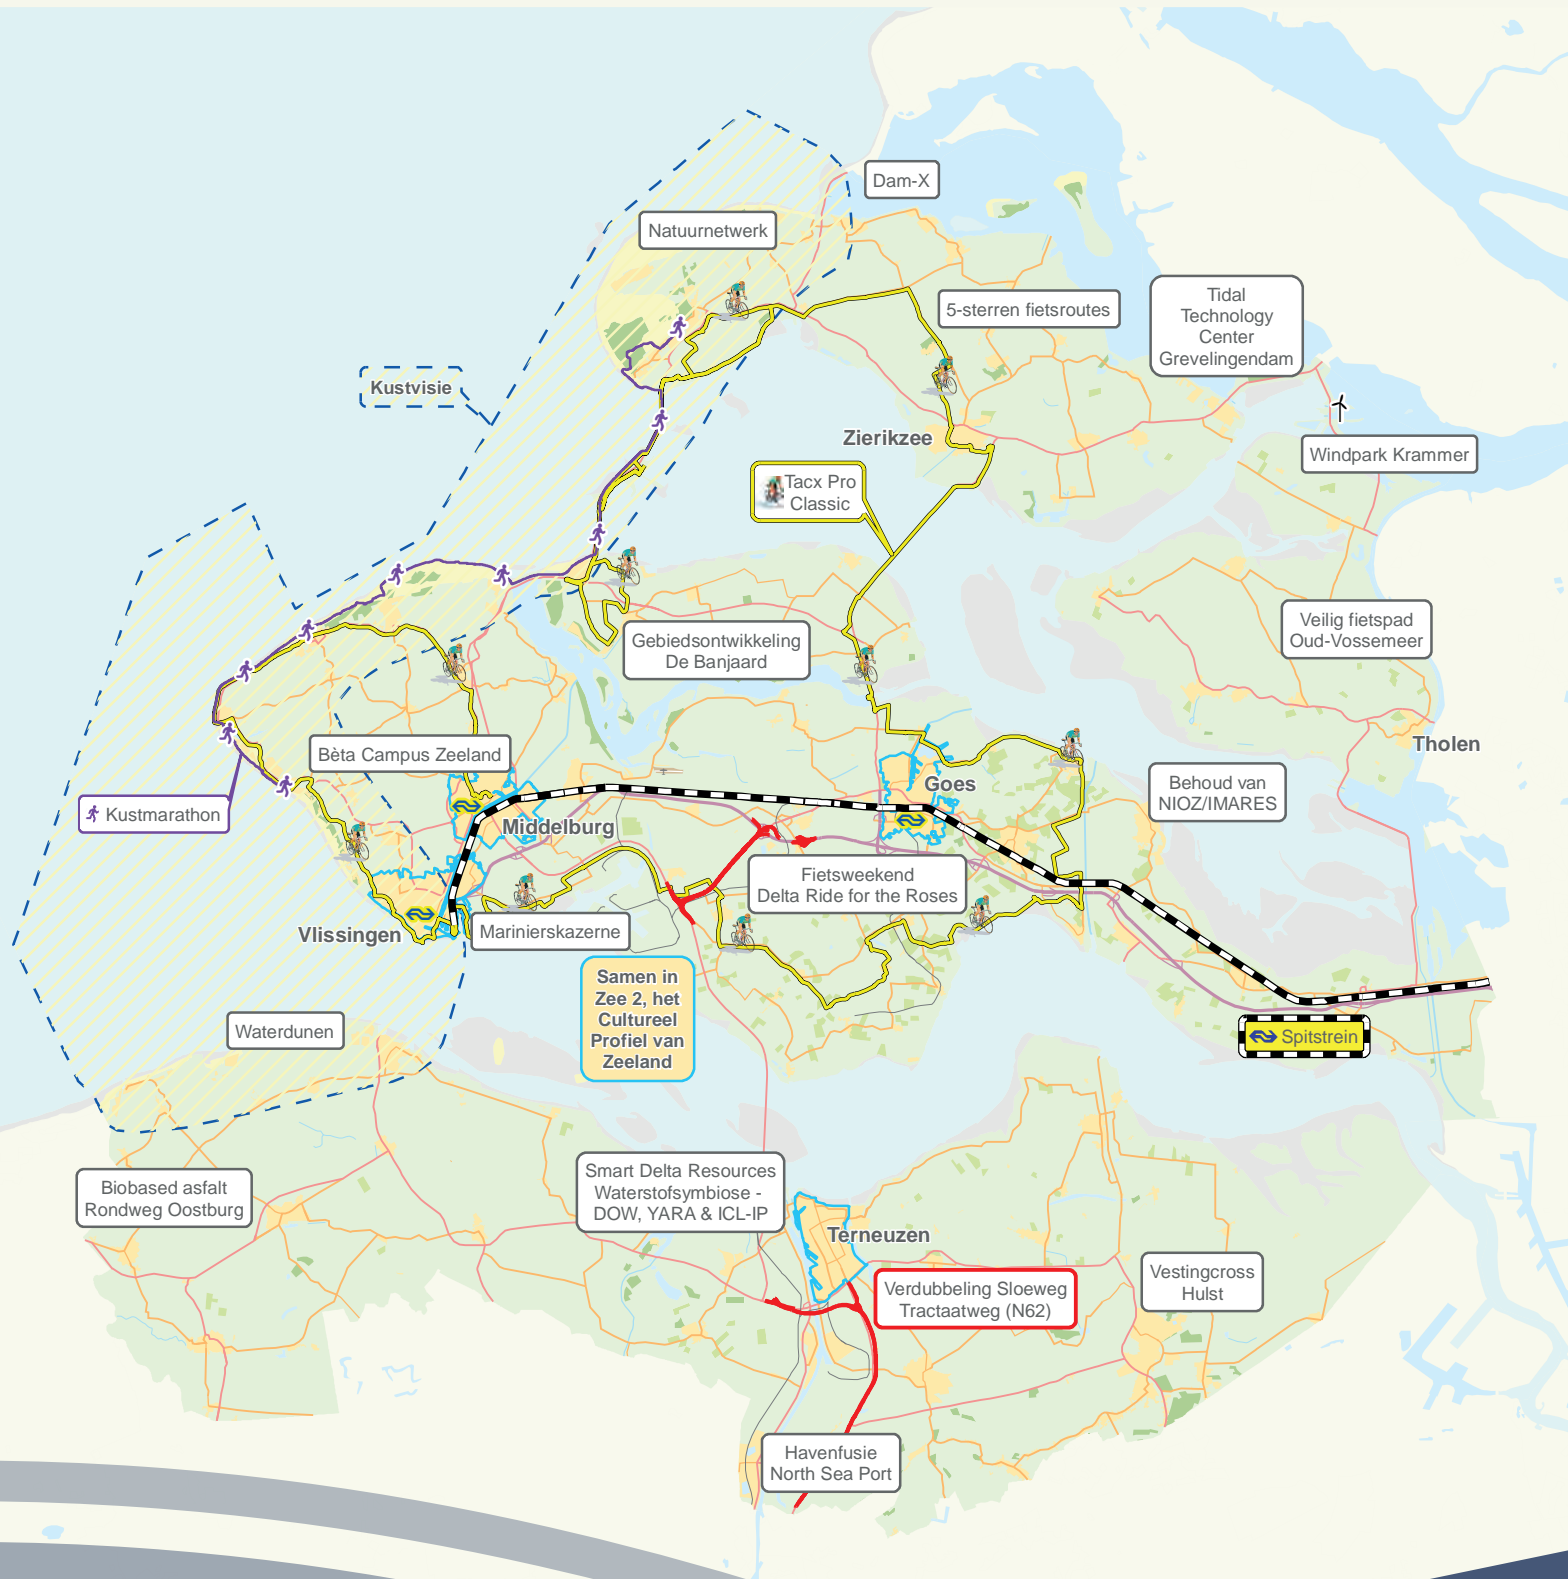 Dam-X
Natuurnetwerk
5-sterren fietsroutes
Tidal
Technology
Center
Grevelingendam
Kustvisie
Zierikzee
Windpark Krammer
Tacx Pro
Classic
Veilig fietspad
Oud-Vossemeer
Gebiedsontwikkeling
De Banjaard
Tholen
Bèta Campus Zeeland
Goes
Behoud van
NIOZ/IMARES
Kustmarathon
Middelburg
Fietsweekend
Delta Ride for the Roses
Vlissingen
Marinierskazerne
Samen in
Zee 2, het
Cultureel
Profiel van
Zeeland
Waterdunen
Spitstrein
Smart Delta Resources
Waterstofsymbiose -
DOW, YARA & ICL-IP
Biobased asfalt
Rondweg Oostburg
Terneuzen
Vestingcross
Hulst
Verdubbeling Sloeweg
Tractaatweg (N62)
Havenfusie
North Sea Port